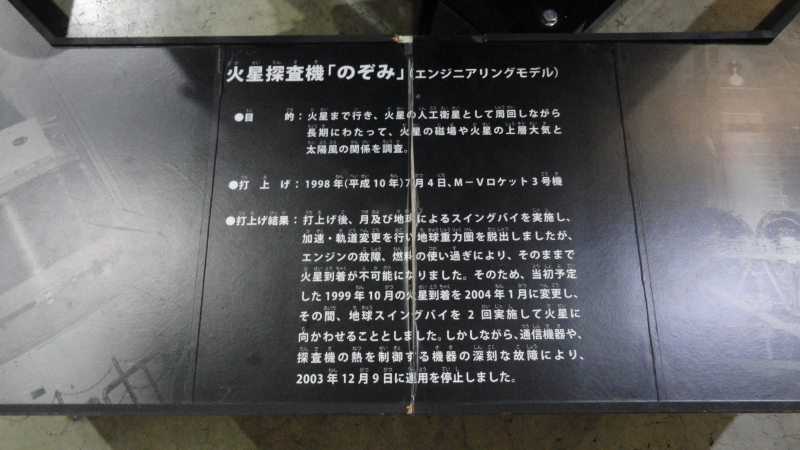 火星探査機「のぞみ」(エンジニアリングモデル)
●目　　的：火星まで行き、火星の人工衛星として周回しながら
長期にわたって、火星の磁場や火星の上層大気と
太陽風の関係を調査。
●打 上 げ：1998年(平成10年)7月4日、M－Vロケット3号機
●打上げ結果：打上げ後、月及び地球によるスイングバイを実施し、
加速・軌道変更を行い地球重力圏を脱出しましたが、
エンジンの故障、燃料の使い過ぎにより、そのままで
火星到着が不可能になりました。そのため、当初予定
した1999年10月の火星到着を2004年1月に変更し、
その間、地球スイングバイを2回実施して火星に
向かわせることとしました。しかしながら、通信機器や、
探査機の熱を制御する機器の深刻な故障により、
2003年12月9日に運用を停止しました。